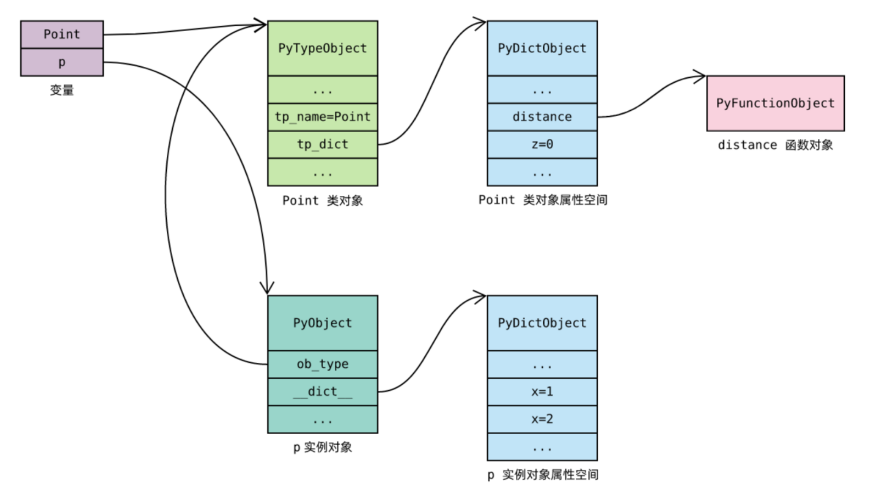 Point
p
变量
PyTypeObject
...
tp_name=Point
tp_dict
...
Point 类对象
PyDictObject
...
distance
z=0
...
Point 类对象属性空间
PyFunctionObject
distance 函数对象
PyObject
ob_type
__dict__
...
p 实例对象
PyDictObject
...
x=1
x=2
...
p 实例对象属性空间